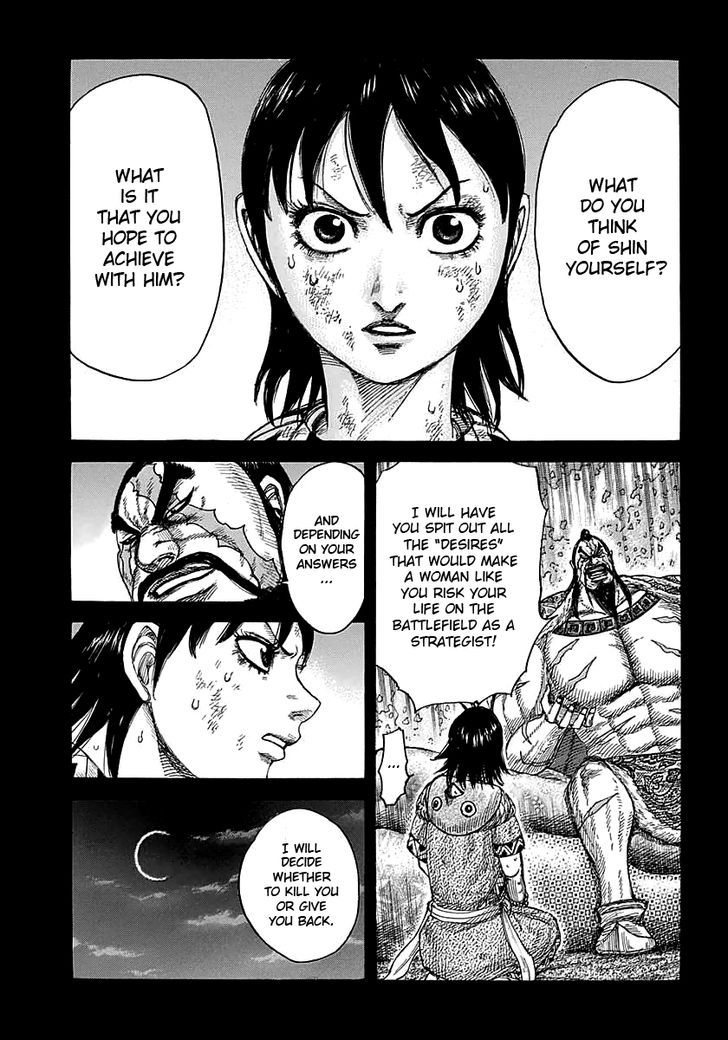 WHAT
DO YOU
THINK
OF SHIN
YOURSELF?
WHAT
IS IT
THAT YOU
HOPE TO
ACHIEVE
WITH HIM?
I WILL HAVE
YOU SPIT OUT ALL
THE "DESIRES"
THAT WOULD MAKE
A WOMAN LIKE
YOU RISK YOUR
LIFE ON THE
BATTLEFIELD AS A
STRATEGIST!
...
AND
DEPENDING
ON YOUR
ANSWERS
...
I WILL
DECIDE
WHETHER
TO KILL YOU
OR GIVE
YOU BACK.